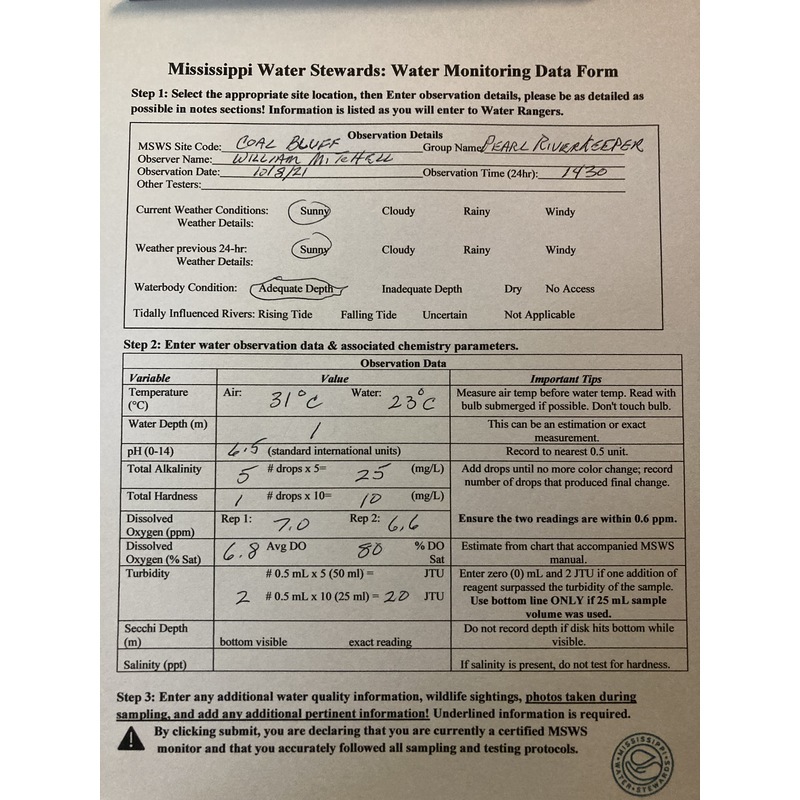 Mississippi Water Stewards: Water Monitoring Data Form
Step 1: Select the appropriate site location, then Enter observation details, please be as detailed as
possible in notes sections! Information is listed as you will enter to Water Rangers.
Observation Details
MSWS Site Code: COAL BLUFF Group Name PEARL RIVERKEEPER
Observer Name: WILLIAM MITCHELL
Observation Date: 10/8/21 Observation Time (24hr): 1430
Other Testers:
Current Weather Conditions: Sunny Cloudy Rainy Windy
Weather Details:
Weather previous 24-hr: Sunny Cloudy Rainy Windy
Weather Details:
Waterbody Condition: Adequate Depth Inadequate Depth Dry No Access
Tidally Influenced Rivers: Rising Tide Falling Tide Uncertain Not Applicable
Step 2: Enter water observation data & associated chemistry parameters.
Observation Data
Variable Value Important Tips
Temperature (°C) Air: 31°C Water: 23°C Measure air temp before water temp. Read with
bulb submerged if possible. Don't touch bulb.
Water Depth (m) 1 This can be an estimation or exact
measurement.
pH (0-14) 6.5 (standard international units) Record to nearest 0.5 unit.
Total Alkalinity 5 # drops x 5= 25 (mg/L) Add drops until no more color change; record
number of drops that produced final change.
Total Hardness 1 # drops x 10= 10 (mg/L)
Dissolved Oxygen (ppm) Rep 1: 7.0 Rep 2: 6.6 Ensure the two readings are within 0.6 ppm.
Dissolved Oxygen (% Sat) 6.8 Avg DO 80 % DO Sat Estimate from chart that accompanied MSWS
manual.
Turbidity # 0.5 mL x 5 (50 ml) = JTU Enter zero (0) mL and 2 JTU if one addition of
reagent surpassed the turbidity of the sample.
2 # 0.5 mL x 10 (25 ml) = 20 JTU Use bottom line ONLY if 25 mL sample
volume was used.
Secchi Depth (m) bottom visible exact reading Do not record depth if disk hits bottom while
visible.
Salinity (ppt) If salinity is present, do not test for hardness.
Step 3: Enter any additional water quality information, wildlife sightings, photos taken during
sampling, and add any additional pertinent information! Underlined information is required.
By clicking submit, you are declaring that you are currently a certified MSWS
monitor and that you accurately followed all sampling and testing protocols.
MISSISSIPPI
WATER STEWARDS